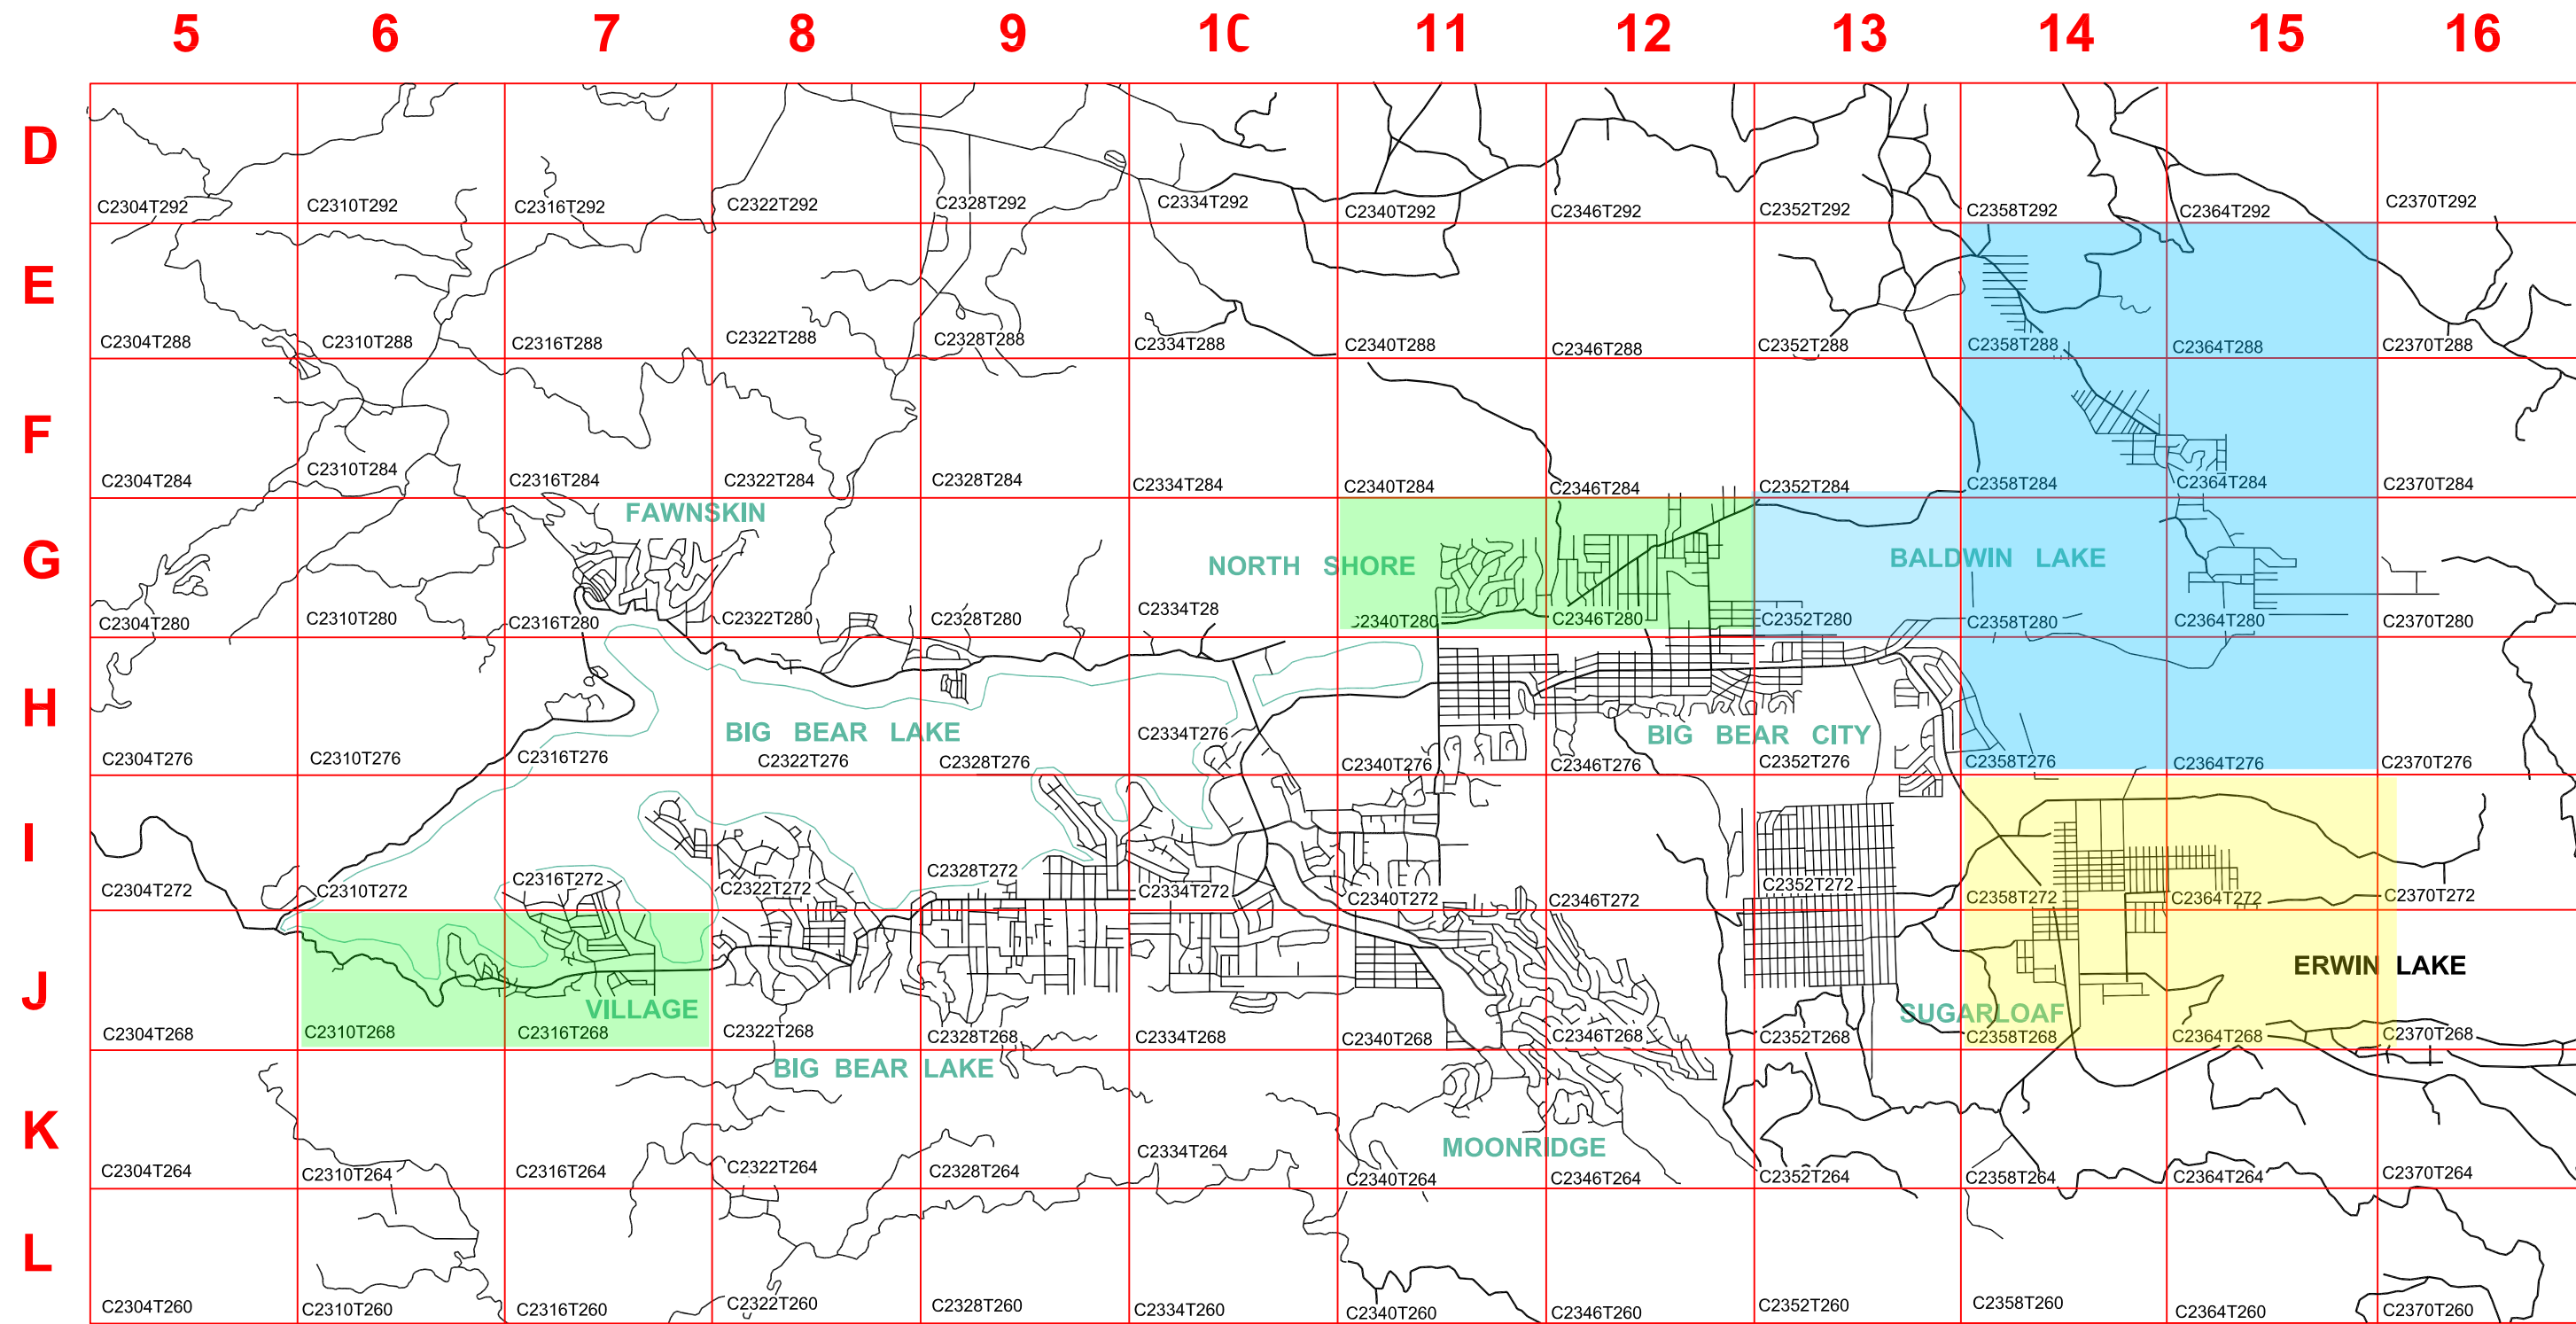 5 6 7 8 9 10 11 12 13 14 15 16
D
C2304T292 C2310T292 C2316T292 C2322T292 C2328T292 C2334T292 C2340T292 C2346T292 C2352T292 C2358T292 C2364T292 C2370T292
E
C2304T288 C2310T288 C2316T288 C2322T288 C2328T288 C2334T288 C2340T288 C2346T288 C2352T288 C2358T288 C2364T288 C2370T288
F
C2304T284 C2310T284 C2316T284 C2322T284 C2328T284 C2334T284 C2340T284 C2346T284 C2352T284 C2358T284 C2364T284 C2370T284
FAWNSKIN
G
NORTH SHORE
BALDWIN LAKE
C2304T280 C2310T280 C2316T280 C2322T280 C2328T280 C2334T28 C2340T280 C2346T280 C2352T280 C2358T280 C2364T280 C2370T280
H
BIG BEAR LAKE
BIG BEAR CITY
C2304T276 C2310T276 C2316T276 C2322T276 C2328T276 C2334T276 C2340T276 C2346T276 C2352T276 C2358T276 C2364T276 C2370T276
I
C2304T272 C2310T272 C2316T272 C2322T272 C2328T272 C2334T272 C2340T272 C2346T272 C2352T272 C2358T272 C2364T272 C2370T272
J
ERWIN LAKE
VILLAGE
SUGARLOAF
C2304T268 C2310T268 C2316T268 C2322T268 C2328T268 C2334T268 C2340T268 C2346T268 C2352T268 C2358T268 C2364T268 C2370T268
BIG BEAR LAKE
K
MOONRIDGE
C2304T264 C2310T264 C2316T264 C2322T264 C2328T264 C2334T264 C2340T264 C2346T264 C2352T264 C2358T264 C2364T264 C2370T264
L
C2304T260 C2310T260 C2316T260 C2322T260 C2328T260 C2334T260 C2340T260 C2346T260 C2352T260 C2358T260 C2364T260 C2370T260